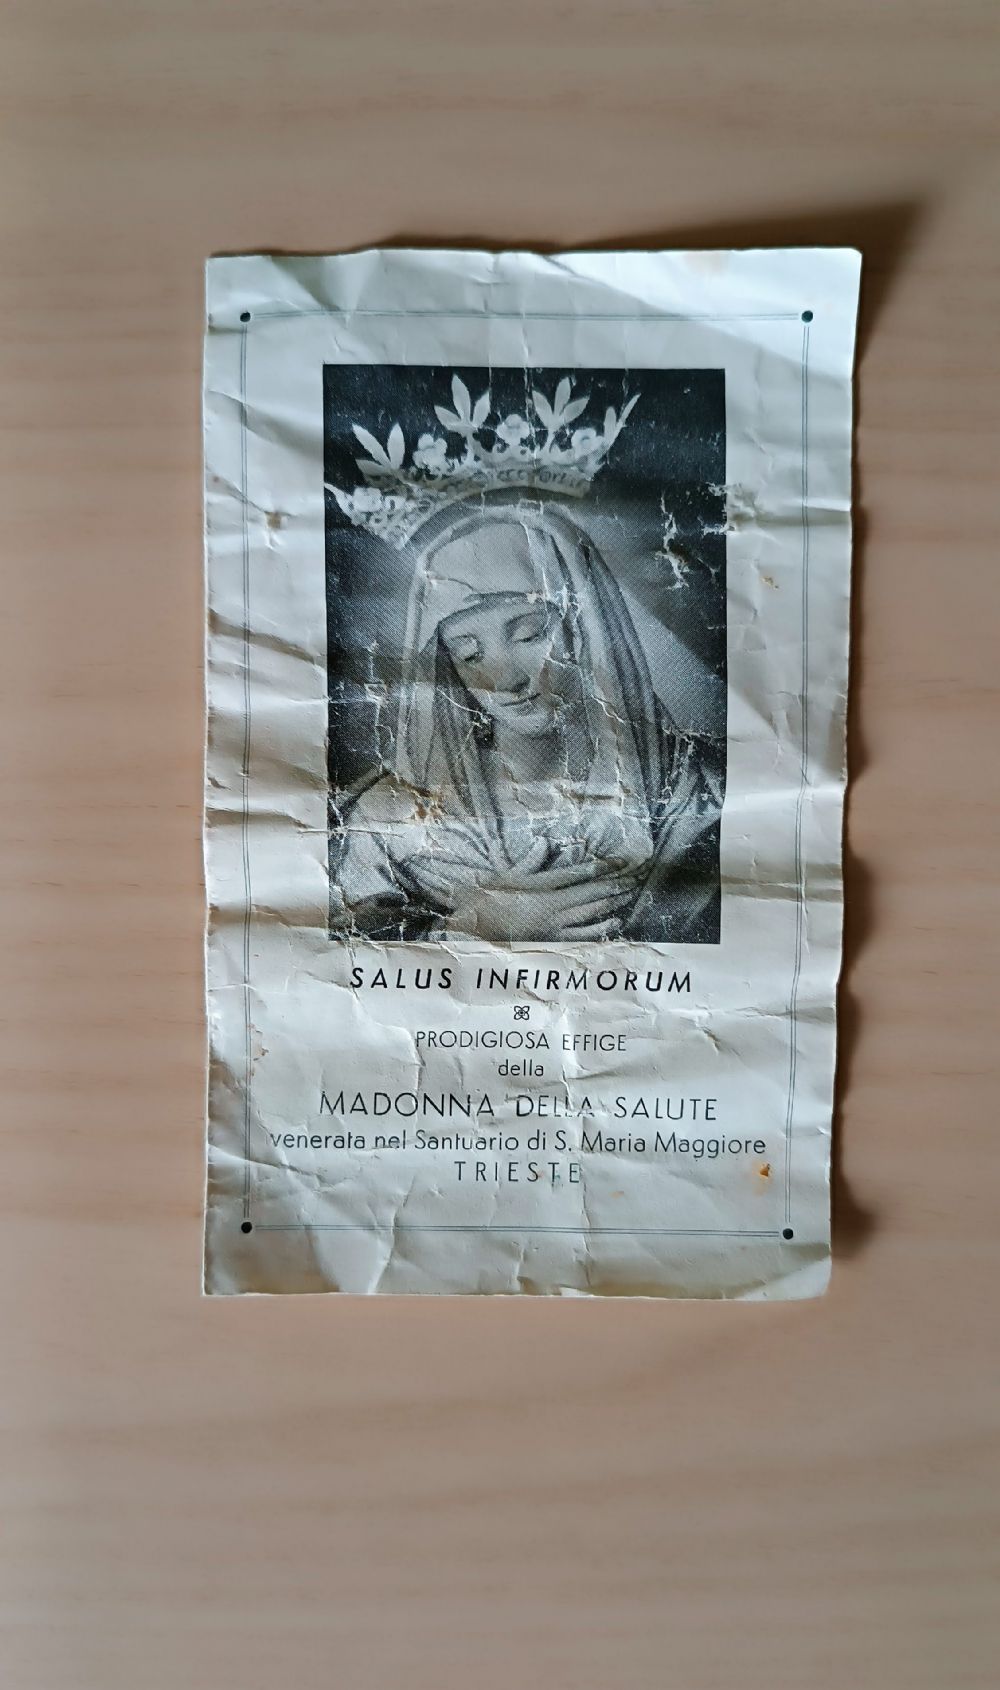 SALUS INFIRMORUM
PRODIGIOSA EFFIGE
della
MADONNA DELLA SALUTE
venerata nel Santuario di S. Maria Maggiore
TRIESTE